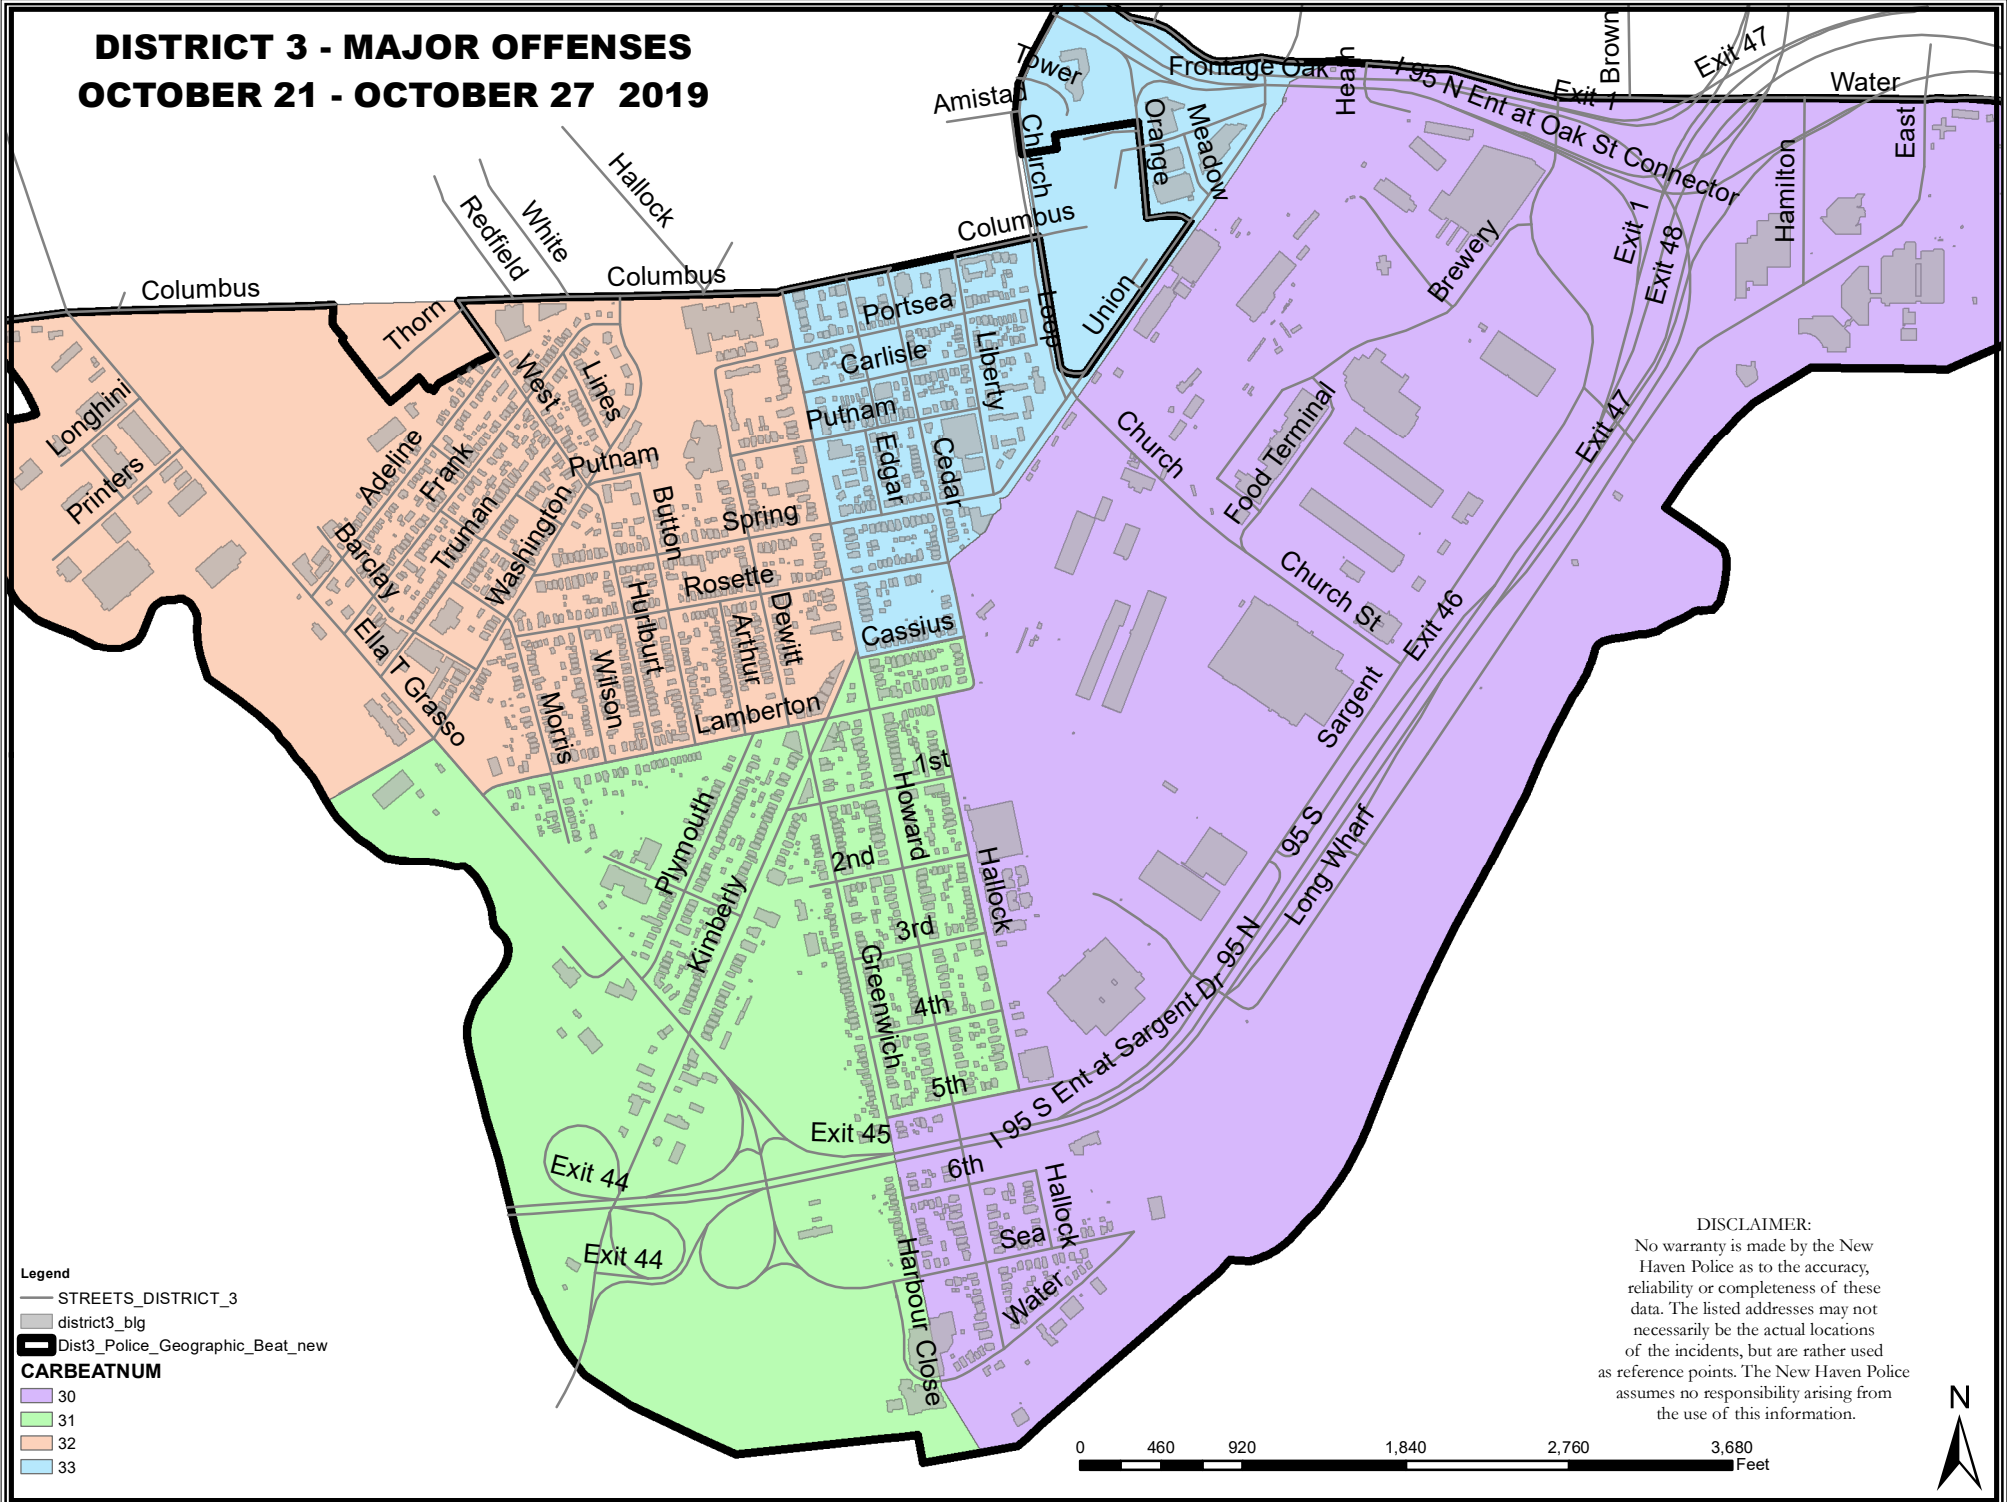 DISTRICT 3 - MAJOR OFFENSES
OCTOBER 21 - OCTOBER 27  2019
Tower
Amistad
Church
Orange
Meadow
Frontage Oak
Heath
I 95 N Ent at Oak St Connector
Exit 1
Brown
Exit 47
Water
East
Hamilton
Exit 1
Exit 48
Brewery
Hallock
White
Redfield
Columbus
Columbus
Columbus
Thorn
Portsea
Carlisle
Putnam
Liberty
Loop
Union
Edgar
Cedar
Cassius
West
Lines
Longhini
Printers
Adeline
Frank
Truman
Washington
Barclay
Putnam
Button
Spring
Rosette
Hurlburt
Arthur
Dewitt
Wilson
Morris
Lamberton
Ella T Grasso
Church
Food Terminal
Church St
Exit 47
Exit 46
Sargent
95 S
Long Wharf
95 N
I 95 S Ent at Sargent Dr
1st
Howard
2nd
Hallock
3rd
Greenwich
4th
5th
Plymouth
Kimberly
Exit 45
Exit 44
Exit 44
6th
Hallock
Sea
Water
Harbour Close
Legend
STREETS_DISTRICT_3
district3_blg
Dist3_Police_Geographic_Beat_new
CARBEATNUM
30
31
32
33
DISCLAIMER:
No warranty is made by the New
Haven Police as to the accuracy,
reliability or completeness of these
data. The listed addresses may not
necessarily be the actual locations
of the incidents, but are rather used
as reference points. The New Haven Police
assumes no responsibility arising from
the use of this information.
N
0 460 920 1,840 2,760 3,680
Feet